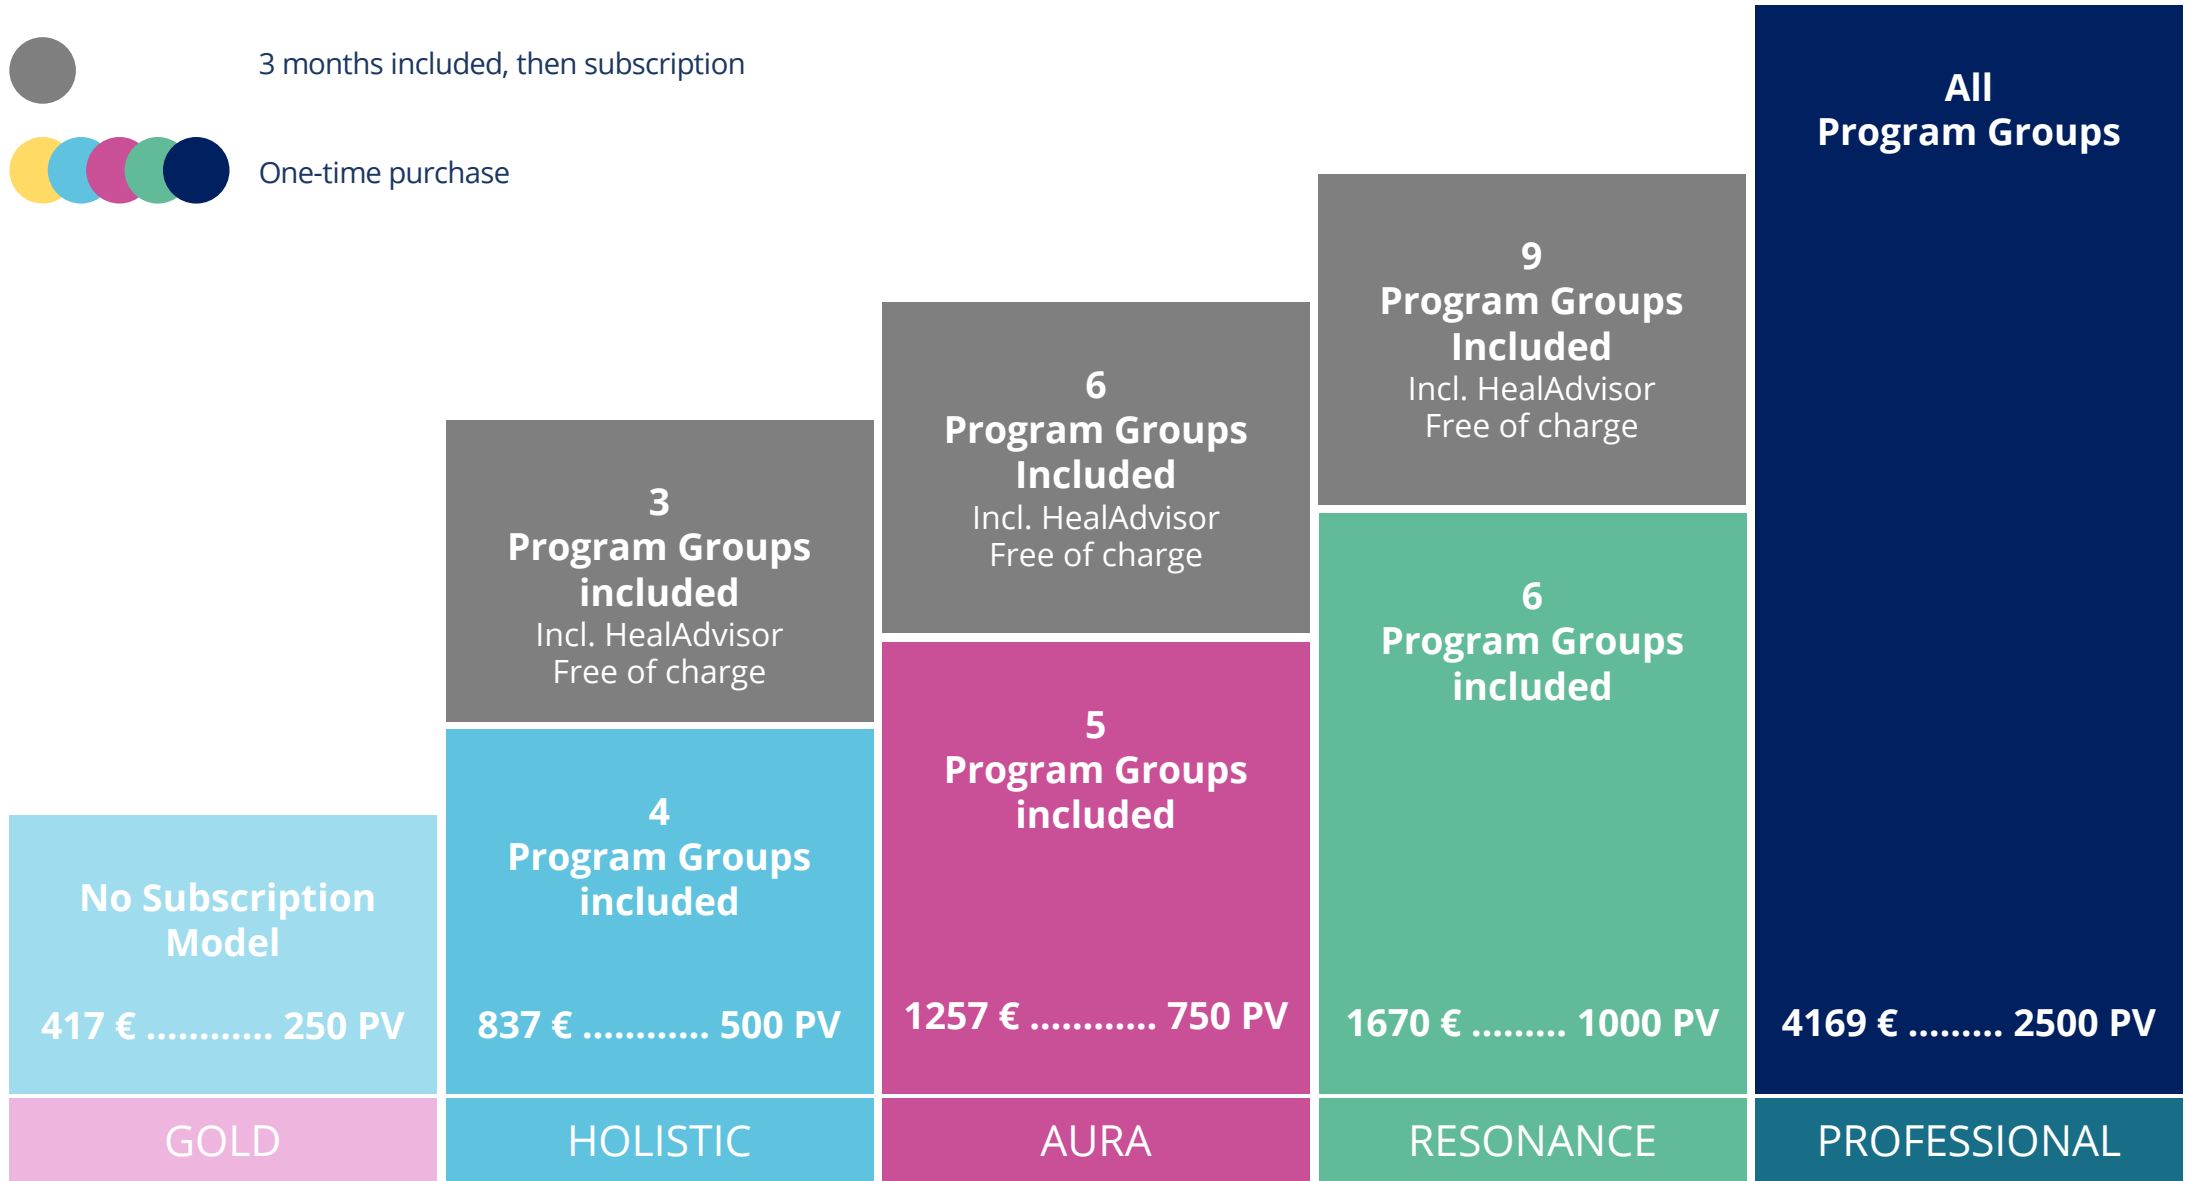 3 months included, then subscription
One-time purchase
No Subscription
Model
417 € ............ 250 PV
GOLD
3
Program Groups
included
Incl. HealAdvisor
Free of charge
4
Program Groups
included
837 € ............ 500 PV
HOLISTIC
6
Program Groups
Included
Incl. HealAdvisor
Free of charge
5
Program Groups
included
1257 € ............ 750 PV
AURA
9
Program Groups
Included
Incl. HealAdvisor
Free of charge
6
Program Groups
included
1670 € ......... 1000 PV
RESONANCE
All
Program Groups
4169 € ......... 2500 PV
PROFESSIONAL